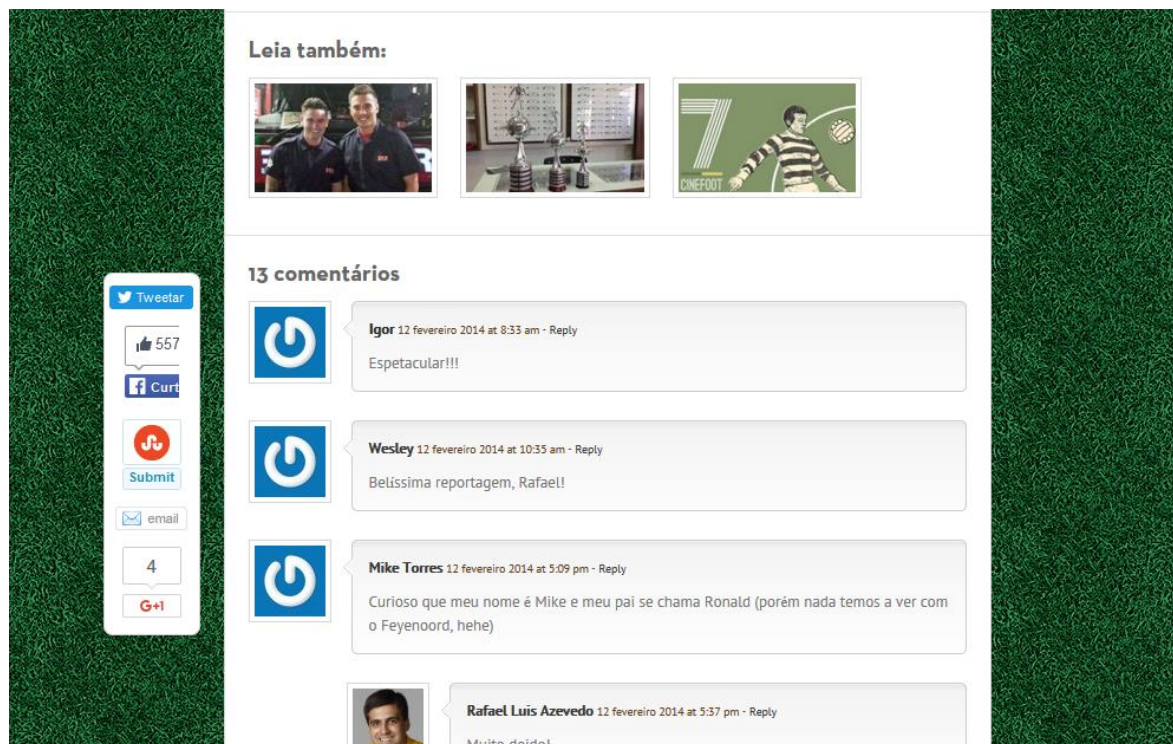 Leia também:
7
CINEFOOT
13 comentários
Tweetar
557
Curt
Submit
email
4
G+1
Igor 12 fevereiro 2014 at 8:33 am - Reply
Espetacular!!!
Wesley 12 fevereiro 2014 at 10:35 am - Reply
Belíssima reportagem, Rafael!
Mike Torres 12 fevereiro 2014 at 5:09 pm - Reply
Curioso que meu nome é Mike e meu pai se chama Ronald (porém nada temos a ver com
o Feyenoord, hehe)
Rafael Luis Azevedo 12 fevereiro 2014 at 5:37 pm - Reply
Muito doido!